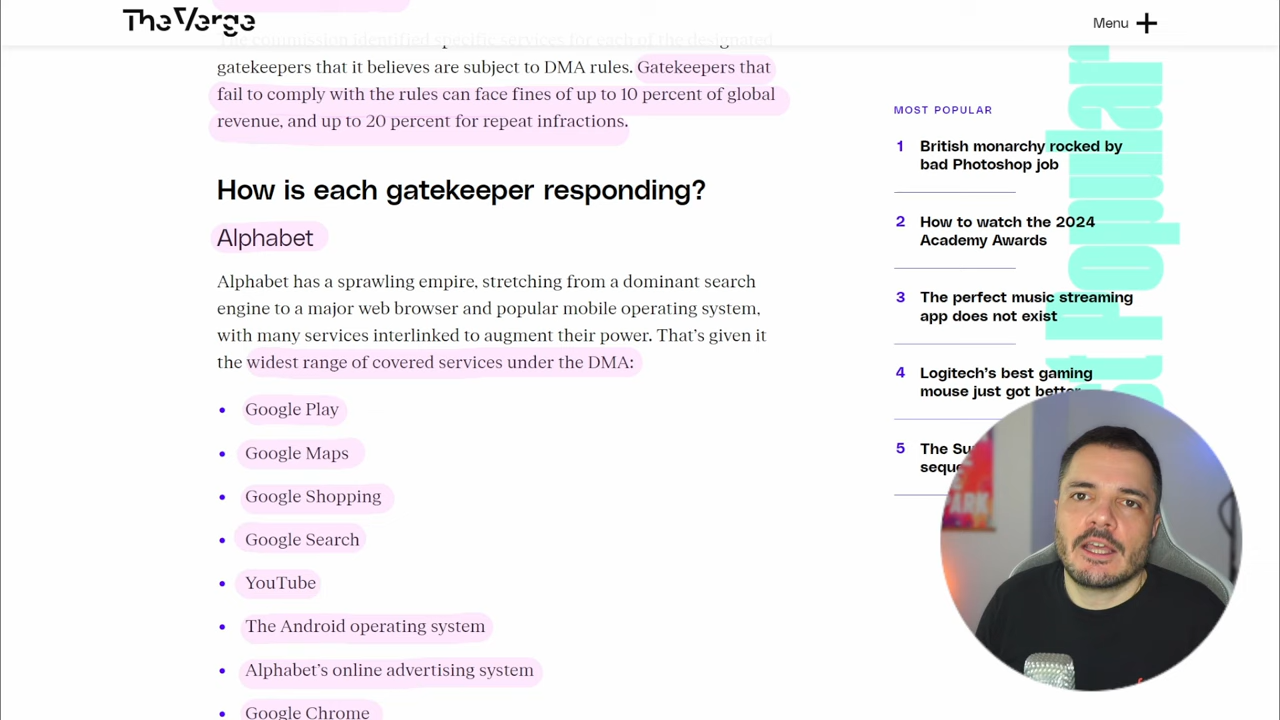 The Verge
Menu
The commission identified specific services for each of the designated
gatekeepers that it believes are subject to DMA rules. Gatekeepers that
fail to comply with the rules can face fines of up to 10 percent of global
revenue, and up to 20 percent for repeat infractions.
How is each gatekeeper responding?
Alphabet
Alphabet has a sprawling empire, stretching from a dominant search
engine to a major web browser and popular mobile operating system,
with many services interlinked to augment their power. That’s given it
the widest range of covered services under the DMA:
• Google Play
• Google Maps
• Google Shopping
• Google Search
• YouTube
• The Android operating system
• Alphabet’s online advertising system
• Google Chrome
MOST POPULAR
1 British monarchy rocked by
bad Photoshop job
2 How to watch the 2024
Academy Awards
3 The perfect music streaming
app does not exist
4 Logitech’s best gaming
mouse just got better
5 The
Popular
PARK